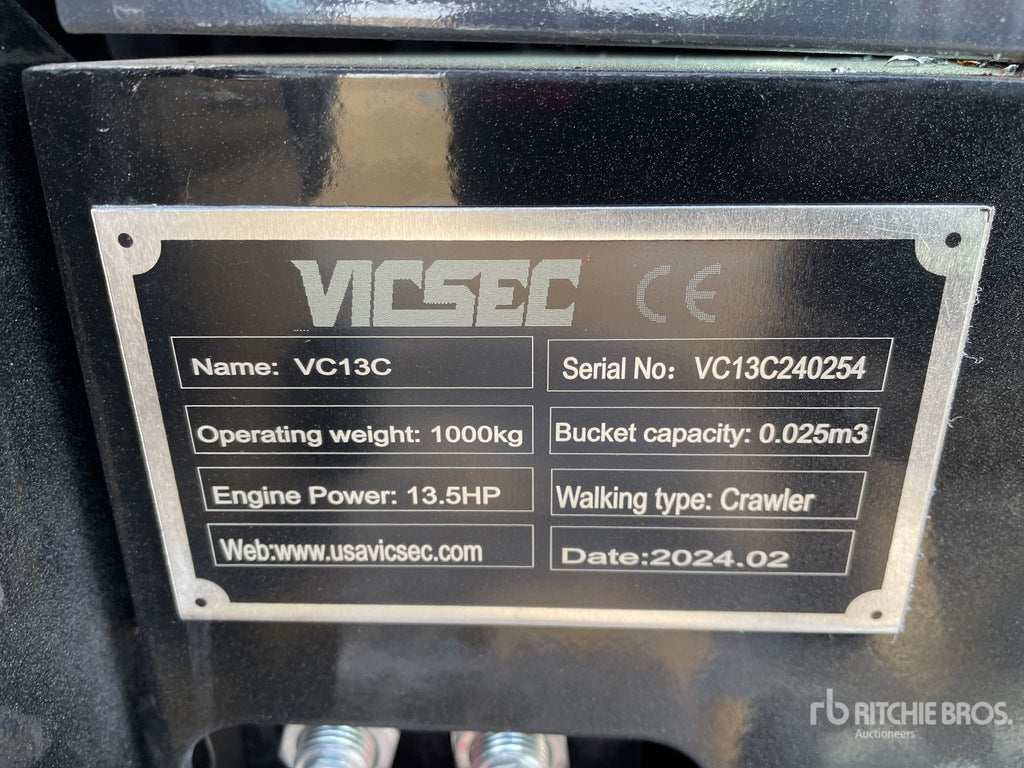 VICSEC CE
Name: VC13C
Serial No: VC13C240254
Operating weight: 1000kg
Bucket capacity: 0.025m3
Engine Power: 13.5HP
Walking type: Crawler
Web:www.usavicsec.com
Date:2024.02
rb RITCHIE BROS.
Auctioneers